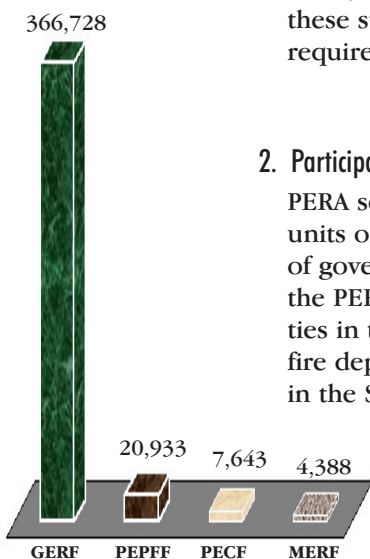 366,728
these s
require
2. Particip
PERA s
units o
of gove
the PE
ties in t
fire dep
in the S
20,933
7,643
4,388
GERF PEPFF PECF MERF